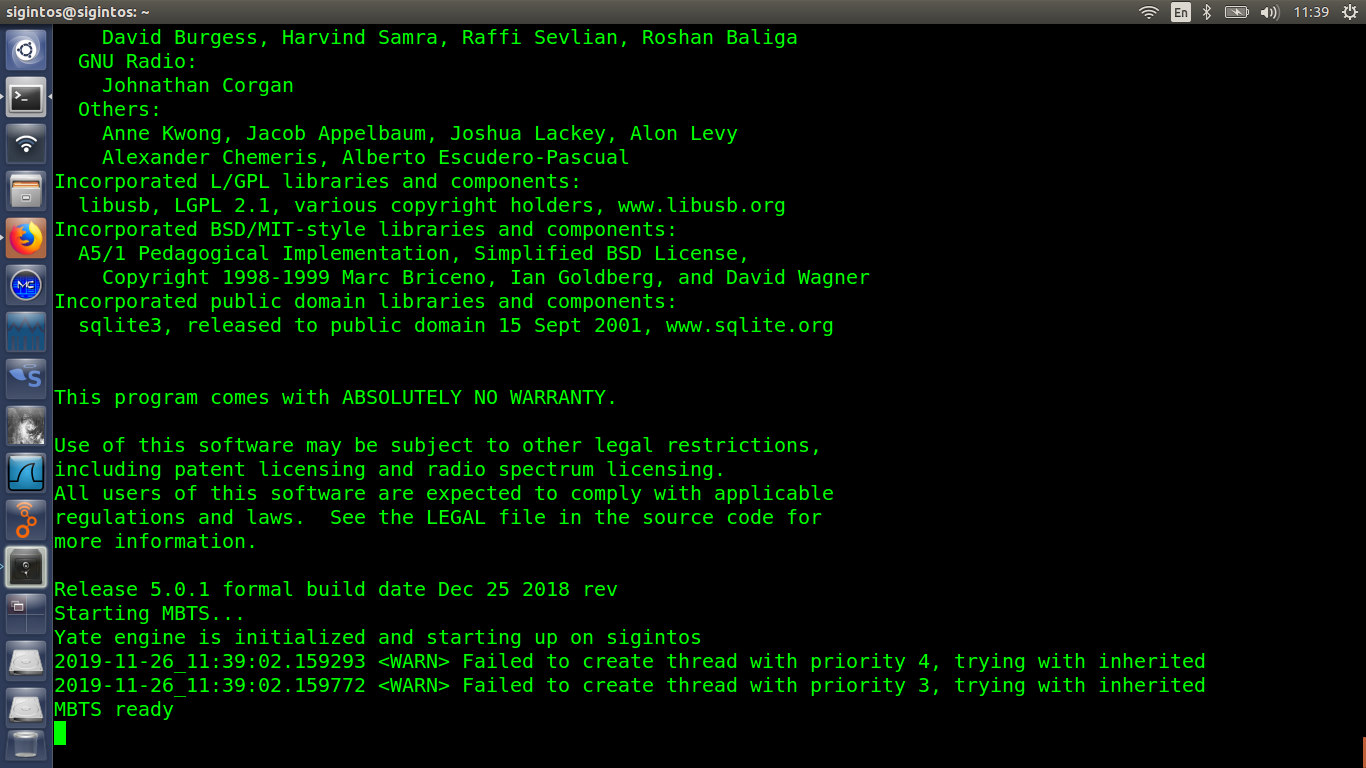 sigintos@sigintos: ~
En
11:39
David Burgess, Harvind Samra, Raffi Sevlian, Roshan Baliga
GNU Radio:
Johnathan Corgan
Others:
Anne Kwong, Jacob Appelbaum, Joshua Lackey, Alon Levy
Alexander Chemeris, Alberto Escudero-Pascual
Incorporated L/GPL libraries and components:
libusb, LGPL 2.1, various copyright holders, www.libusb.org
Incorporated BSD/MIT-style libraries and components:
A5/1 Pedagogical Implementation, Simplified BSD License,
Copyright 1998-1999 Marc Briceno, Ian Goldberg, and David Wagner
Incorporated public domain libraries and components:
sqlite3, released to public domain 15 Sept 2001, www.sqlite.org
This program comes with ABSOLUTELY NO WARRANTY.
Use of this software may be subject to other legal restrictions,
including patent licensing and radio spectrum licensing.
All users of this software are expected to comply with applicable
regulations and laws.  See the LEGAL file in the source code for
more information.
Release 5.0.1 formal build date Dec 25 2018 rev
Starting MBTS...
Yate engine is initialized and starting up on sigintos
2019-11-26_11:39:02.159293 <WARN> Failed to create thread with priority 4, trying with inherited
2019-11-26_11:39:02.159772 <WARN> Failed to create thread with priority 3, trying with inherited
MBTS ready